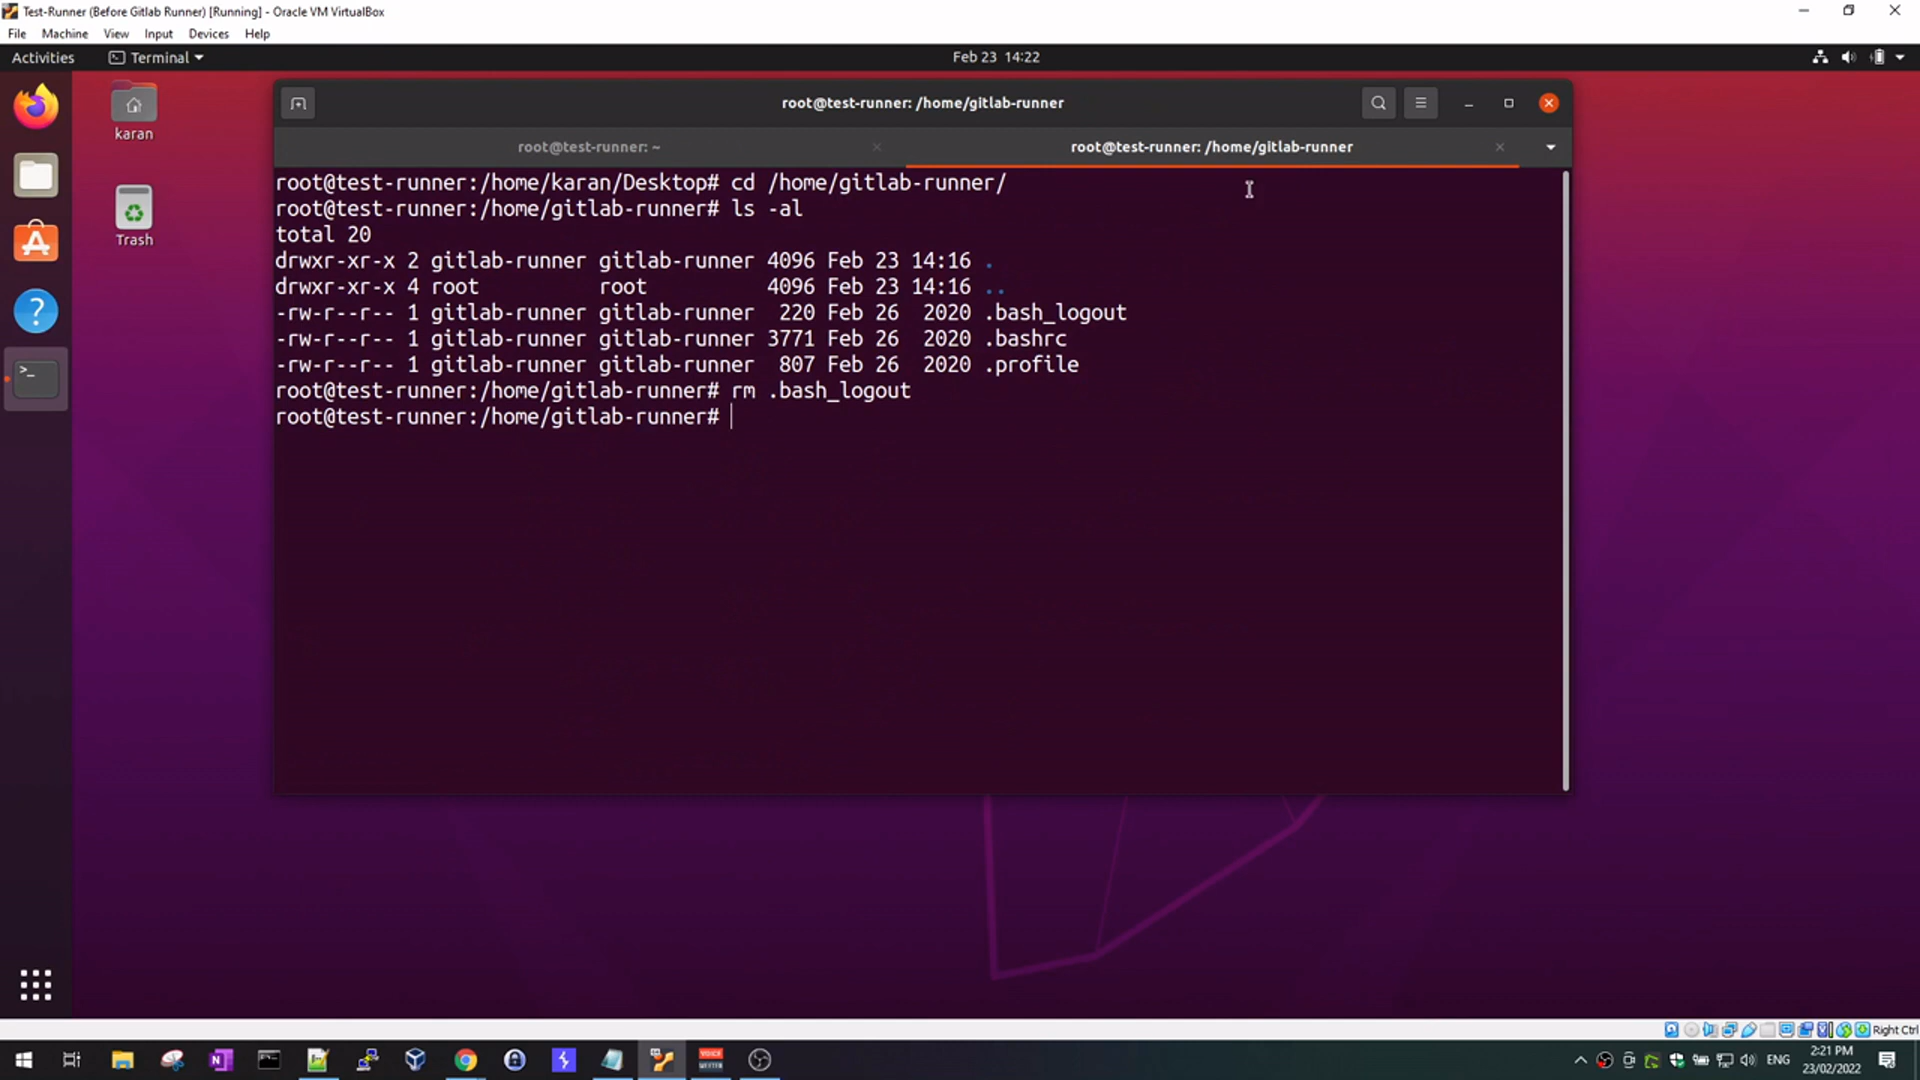 Test-Runner (Before Gitlab Runner) [Running] - Oracle VM VirtualBox
File Machine View Input Devices Help
Activities Terminal Feb 23 14:22
karan
Trash
root@test-runner: /home/gitlab-runner
root@test-runner: ~ root@test-runner: /home/gitlab-runner
root@test-runner:/home/karan/Desktop# cd /home/gitlab-runner/
root@test-runner:/home/gitlab-runner# ls -al
total 20
drwxr-xr-x 2 gitlab-runner gitlab-runner 4096 Feb 23 14:16 .
drwxr-xr-x 4 root root 4096 Feb 23 14:16 ..
-rw-r--r-- 1 gitlab-runner gitlab-runner 220 Feb 26 2020 .bash_logout
-rw-r--r-- 1 gitlab-runner gitlab-runner 3771 Feb 26 2020 .bashrc
-rw-r--r-- 1 gitlab-runner gitlab-runner 807 Feb 26 2020 .profile
root@test-runner:/home/gitlab-runner# rm .bash_logout
root@test-runner:/home/gitlab-runner#
Right Ctrl
VOICE
ENG
2:21 PM
23/02/2022